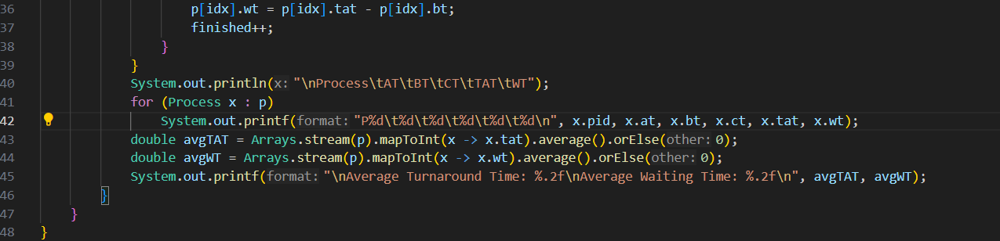 36 p[idx].wt = p[idx].tat - p[idx].bt;
37 finished++;
38 }
39 }
40 System.out.println(x: "\nProcess\tAT\tBT\tCT\tTAT\tWT");
41 for (Process x : p)
42 System.out.printf(format: "P%d\t%d\t%d\t%d\t%d\t%d\n", x.pid, x.at, x.bt, x.ct, x.tat, x.wt);
43 double avgTAT = Arrays.stream(p).mapToInt(x -> x.tat).average().orElse(other: 0);
44 double avgWT = Arrays.stream(p).mapToInt(x -> x.wt).average().orElse(other: 0);
45 System.out.printf(format: "\nAverage Turnaround Time: %.2f\nAverage Waiting Time: %.2f\n", avgTAT, avgWT);
46 }
47 }
48 }